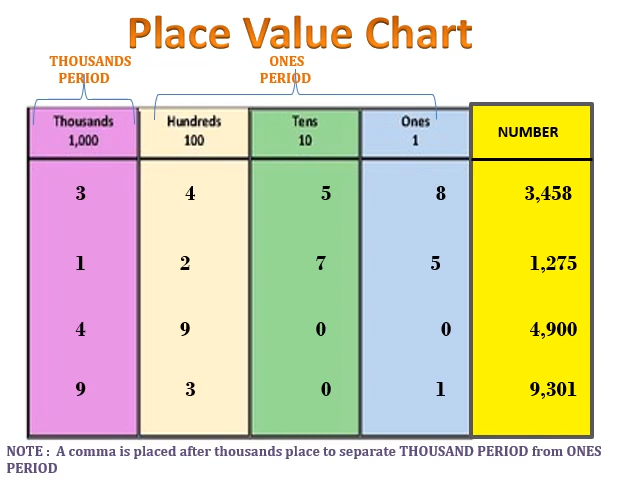 Place Value Chart
THOUSANDS PERIOD
ONES PERIOD
Thousands 1,000
Hundreds 100
Tens 10
Ones 1
NUMBER
3 4 5 8 3,458
1 2 7 5 1,275
4 9 0 0 4,900
9 3 0 1 9,301
NOTE : A comma is placed after thousands place to separate THOUSAND PERIOD from ONES
PERIOD